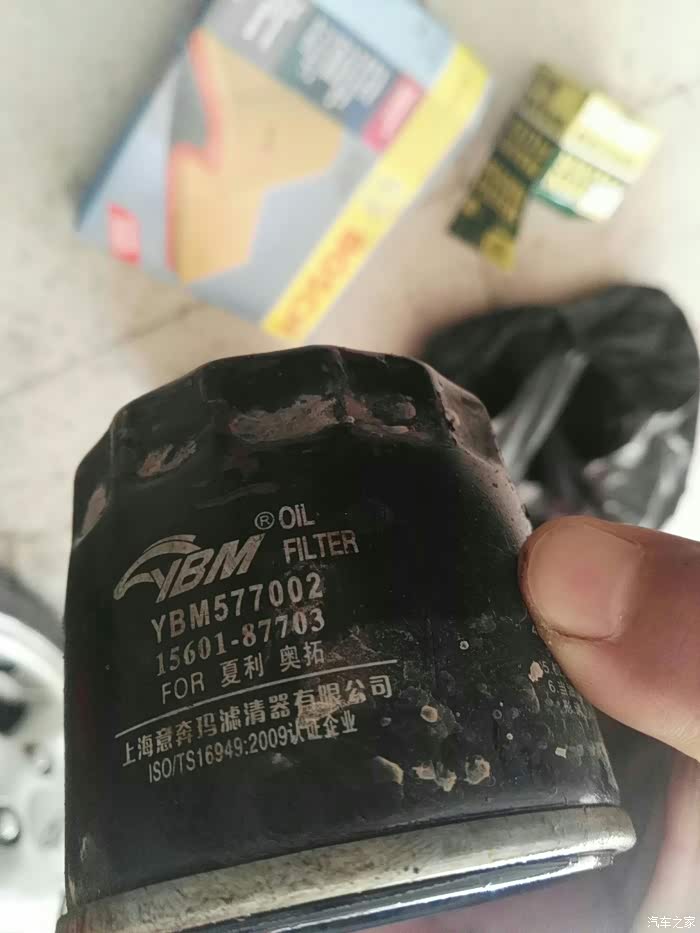 BOSCH
YBM® OIL
FILTER
YBM577002
15601-87703
FOR 夏利 奥拓
上海意奔玛滤清器有限公司
ISO/TS16949:2009认证企业
汽车之家